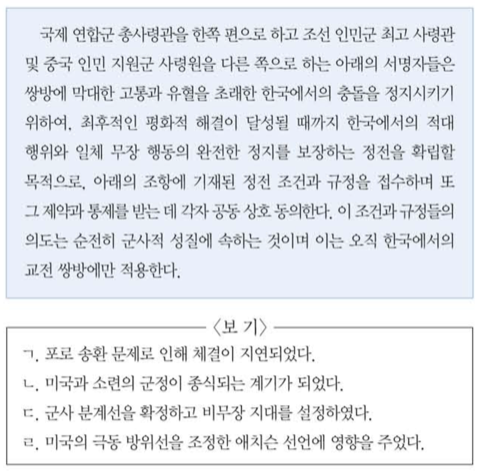 국제 연합군 총사령관을 한쪽 편으로 하고 조선 인민군 최고 사령관
및 중국 인민 지원군 사령원을 다른 쪽으로 하는 아래의 서명자들은
쌍방에 막대한 고통과 유혈을 초래한 한국에서의 충돌을 정지시키기
위하여, 최후적인 평화적 해결이 달성될 때까지 한국에서의 적대
행위와 일체 무장 행동의 완전한 정지를 보장하는 정전을 확립할
목적으로, 아래의 조항에 기재된 정전 조건과 규정을 접수하며 또
그 제약과 통제를 받는 데 각자 공동 상호 동의한다. 이 조건과 규정들의
의도는 순전히 군사적 성질에 속하는 것이며 이는 오직 한국에서의
교전 쌍방에만 적용한다.
〈보 기〉
ㄱ. 포로 송환 문제로 인해 체결이 지연되었다.
ㄴ. 미국과 소련의 군정이 종식되는 계기가 되었다.
ㄷ. 군사 분계선을 확정하고 비무장 지대를 설정하였다.
ㄹ. 미국의 극동 방위선을 조정한 애치슨 선언에 영향을 주었다.